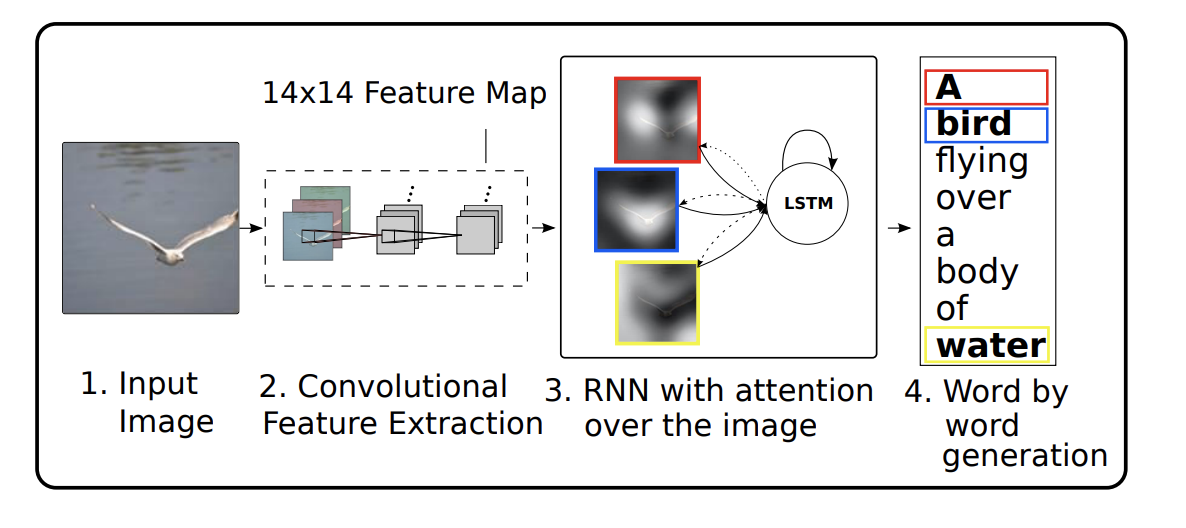 14x14 Feature Map
LSTM
A
bird
flying
over
a
body
of
water
1. Input
Image
2. Convolutional
Feature Extraction
3. RNN with attention
over the image
4. Word by
word
generation